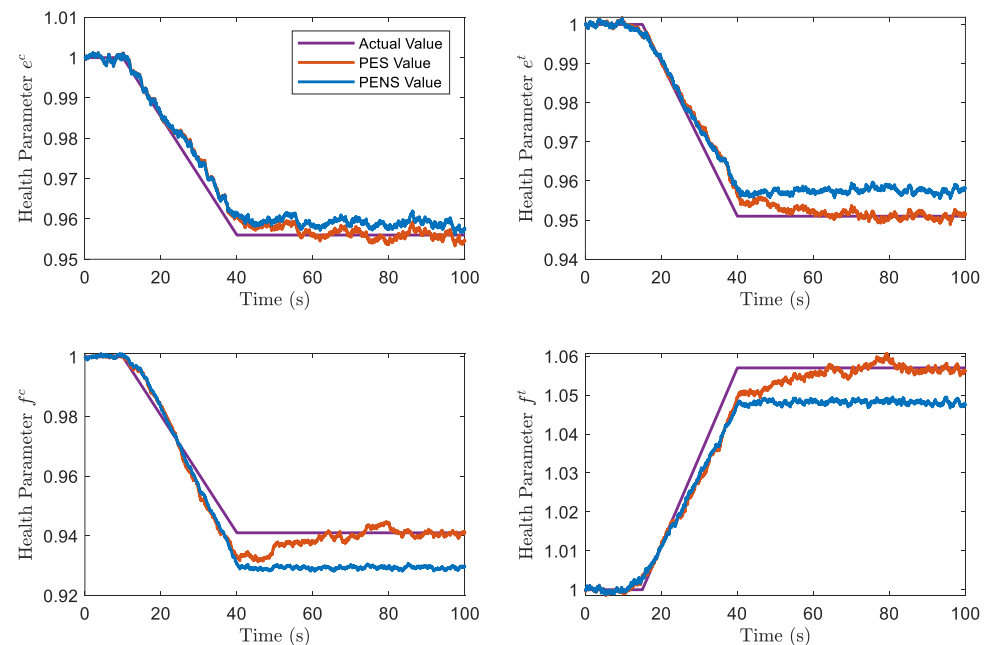 1.01
1
0.99
0.98
0.97
0.96
0.95
0 20 40 60 80 100
Time (s)
Health Parameter e^c
Actual Value
PES Value
PENS Value
1
0.99
0.98
0.97
0.96
0.95
0.94
0 20 40 60 80 100
Time (s)
Health Parameter e^t
1
0.98
0.96
0.94
0.92
0 20 40 60 80 100
Time (s)
Health Parameter f^c
1.06
1.05
1.04
1.03
1.02
1.01
1
0 20 40 60 80 100
Time (s)
Health Parameter f^t